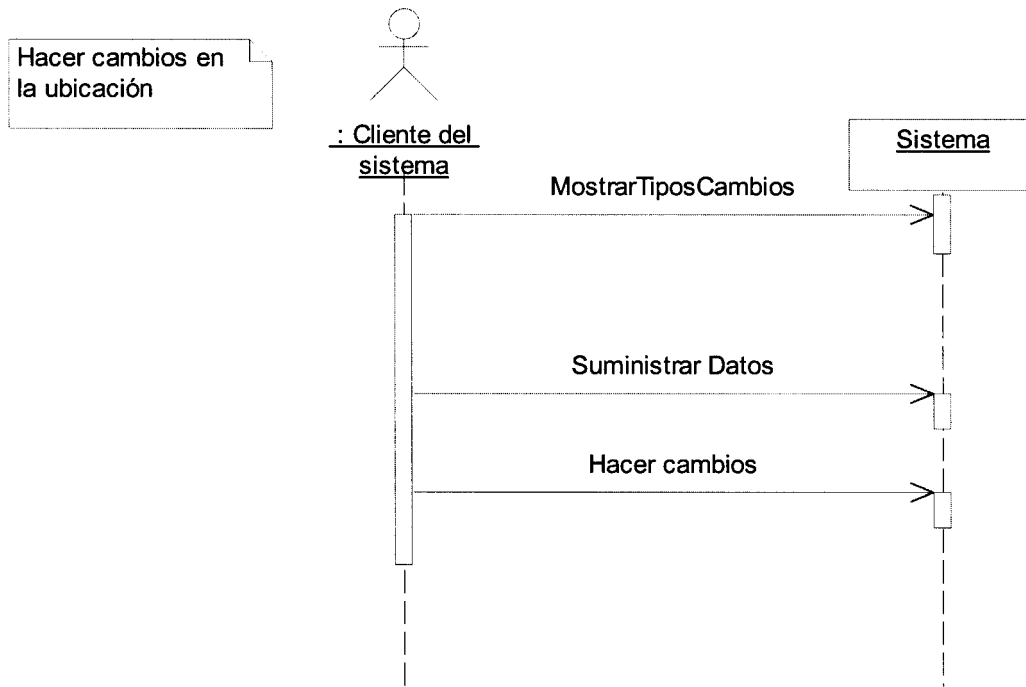 Hacer cambios en
la ubicación
: Cliente del
sistema
Sistema
MostrarTiposCambios
Suministrar Datos
Hacer cambios